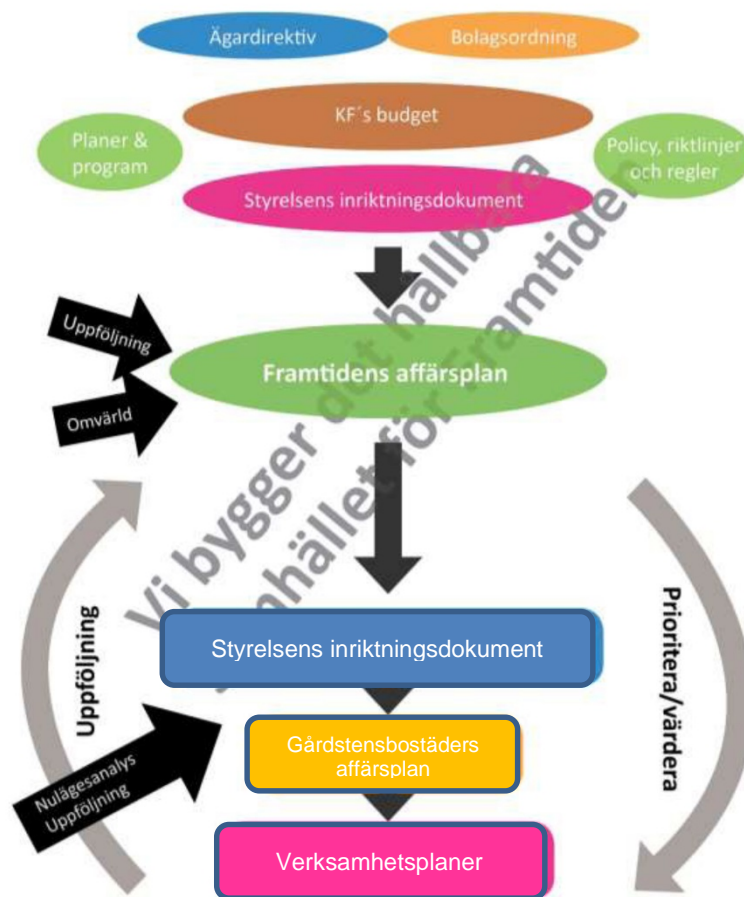 Ägardirektiv
Bolagsordning
KF´s budget
Planer &
program
Policy, riktlinjer
och regler
Styrelsens inriktningsdokument
Uppföljning
Framtidens affärsplan
Omvärld
Vi bygger det hållbara
samhället för Framtiden
Uppföljning
Prioritera/värdera
Styrelsens inriktningsdokument
Nulägesanalys
Uppföljning
Gårdstensbostäders
affärsplan
Verksamhetsplaner